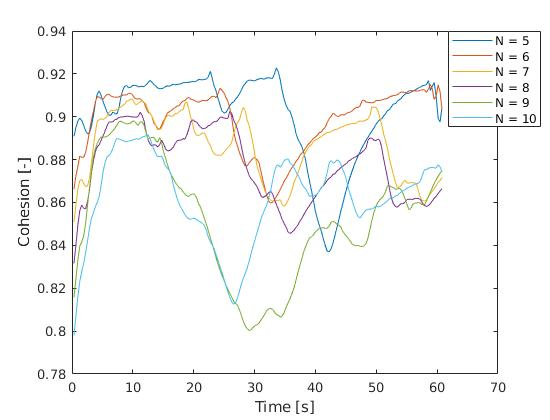 0.94
0.92
0.9
0.88
0.86
0.84
0.82
0.8
0.78
Cohesion [-]
0 10 20 30 40 50 60 70
Time [s]
N = 5
N = 6
N = 7
N = 8
N = 9
N = 10